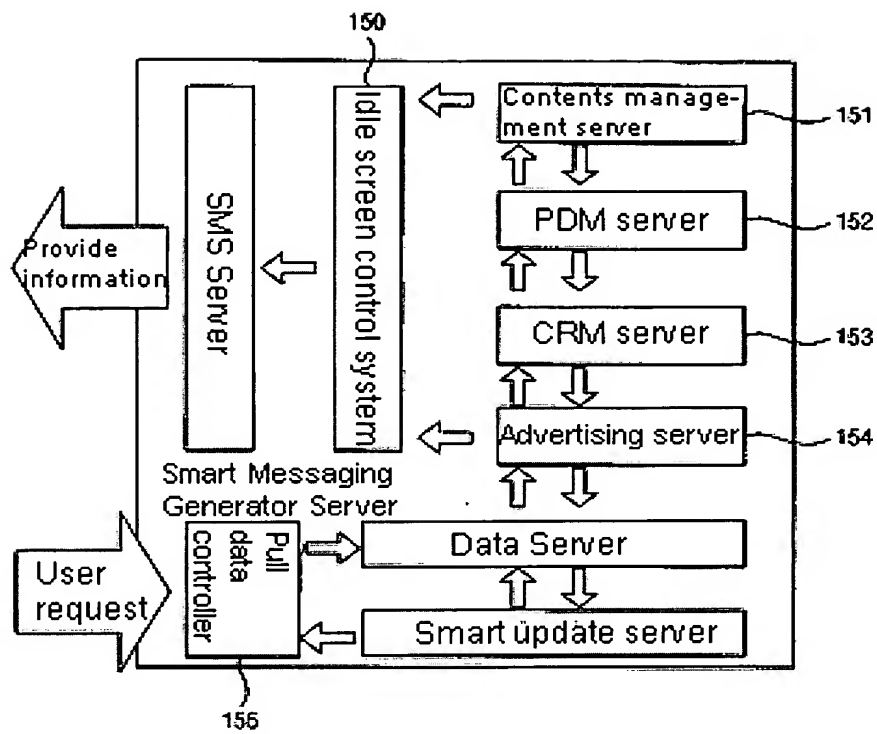 150
Contents manage-
ment server
151
Idle screen control system
SMS Server
PDM server
152
Provide
information
CRM server
153
Advertising server
154
Smart Messaging
Generator Server
Pull
data
controller
Data Server
User
request
Smart update server
156